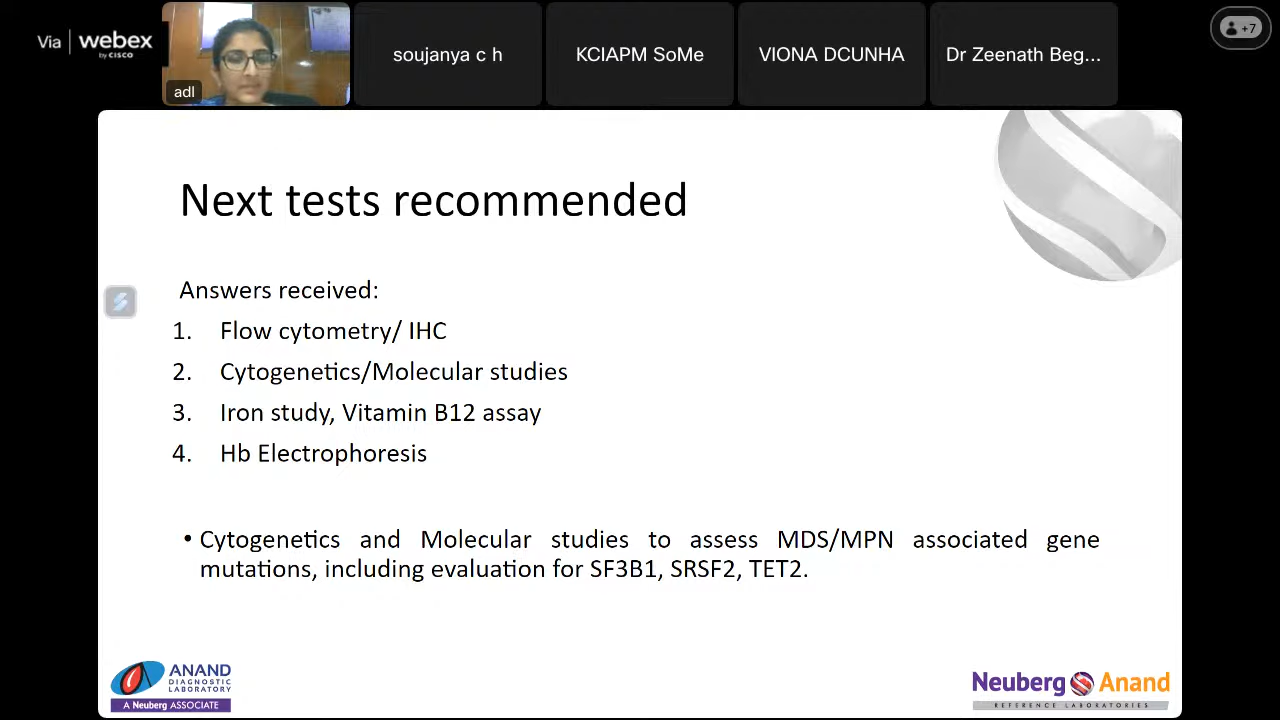 Via | webex
by CISCO
adl
soujanya c h
KCIAPM SoMe
VIONA DCUNHA
Dr Zeenath Beg...
+7
Next tests recommended
Answers received:
1. Flow cytometry/ IHC
2. Cytogenetics/Molecular studies
3. Iron study, Vitamin B12 assay
4. Hb Electrophoresis
• Cytogenetics and Molecular studies to assess MDS/MPN associated gene
mutations, including evaluation for SF3B1, SRSF2, TET2.
ANAND
DIAGNOSTIC
LABORATORY
A Neuberg ASSOCIATE
Neuberg Anand
REFERENCE LABORATORIES